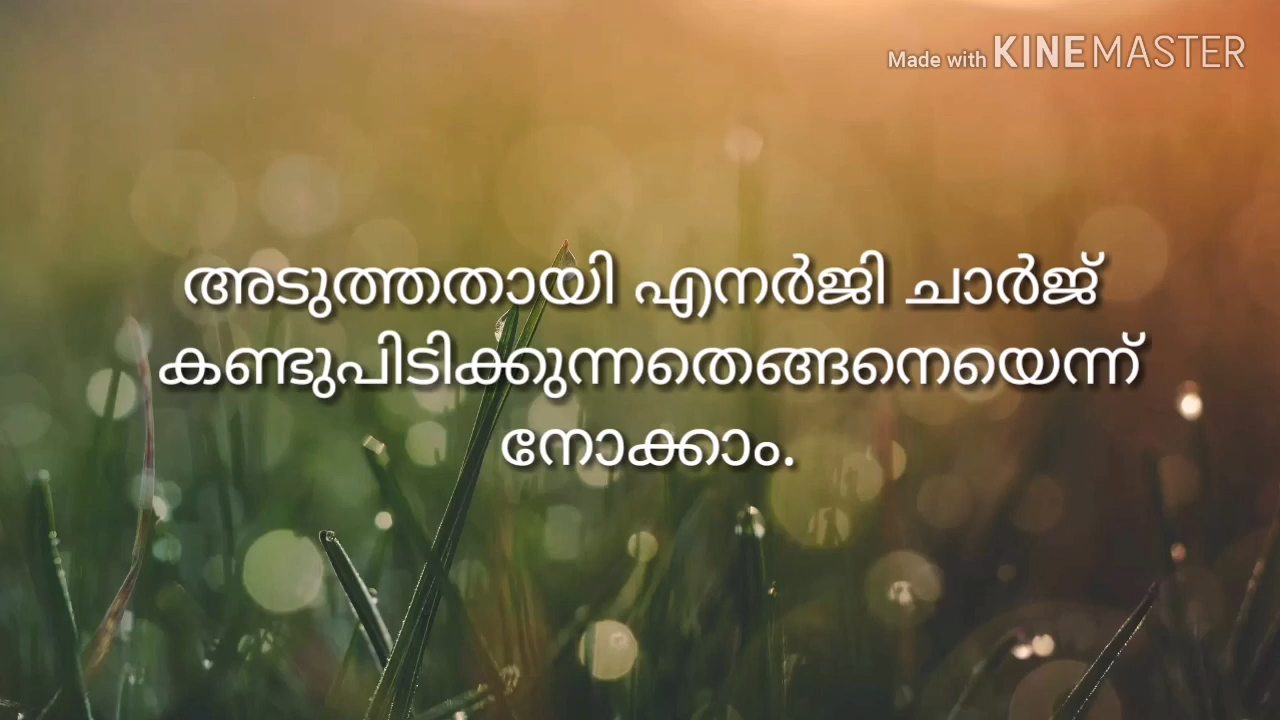 Made with KINEMASTER
അടുത്തതായി എനർജി ചാർജ്
കണ്ടുപിടിക്കുന്നതെങ്ങനെയെന്ന്
നോക്കാം.